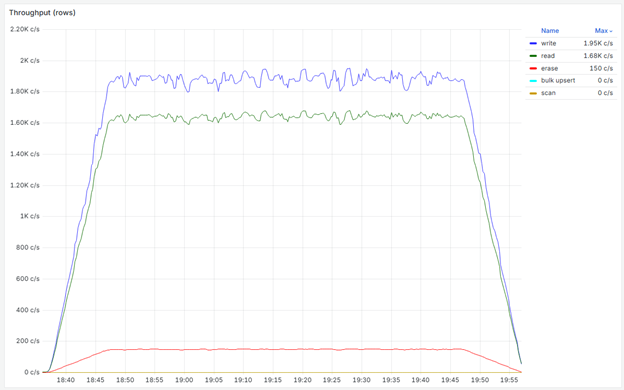 Throughput (rows)
2.20K c/s
2K c/s
1.80K c/s
1.60K c/s
1.40K c/s
1.20K c/s
1K c/s
800 c/s
600 c/s
400 c/s
200 c/s
0 c/s
18:40 18:45 18:50 18:55 19:00 19:05 19:10 19:15 19:20 19:25 19:30 19:35 19:40 19:45 19:50 19:55
Name Max
write 1.95K c/s
read 1.68K c/s
erase 150 c/s
bulk upsert 0 c/s
scan 0 c/s